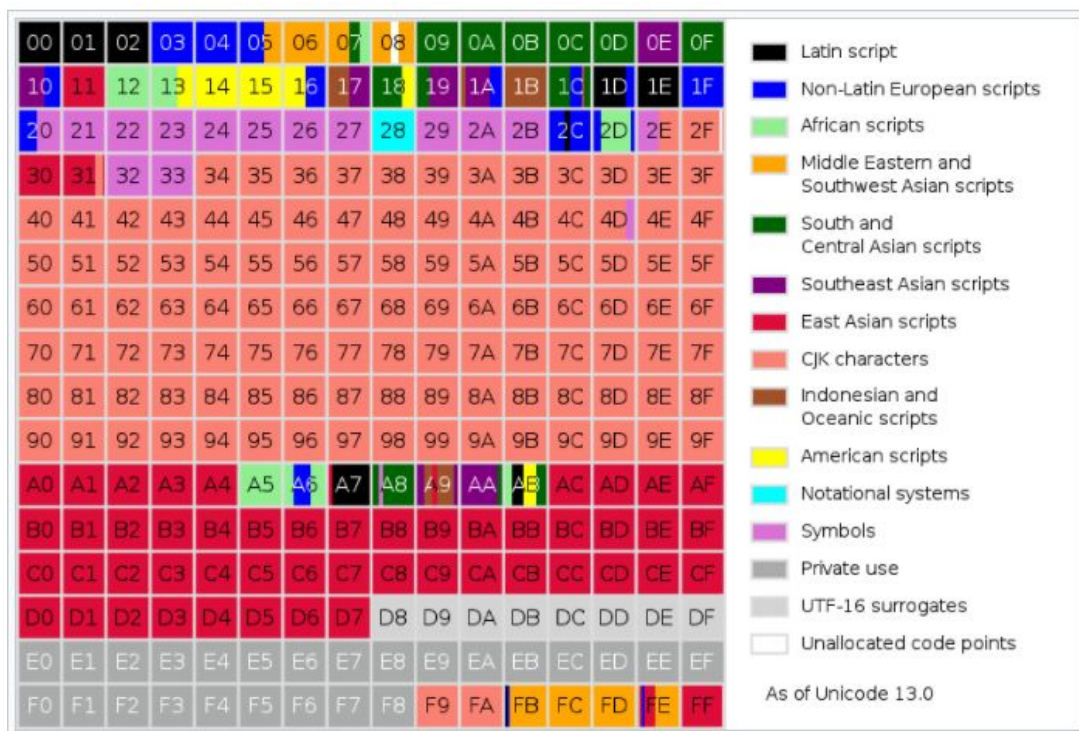 00 01 02 03 04 05 06 07 08 09 0A 0B 0C 0D 0E 0F
10 11 12 13 14 15 16 17 18 19 1A 1B 1C 1D 1E 1F
20 21 22 23 24 25 26 27 28 29 2A 2B 2C 2D 2E 2F
30 31 32 33 34 35 36 37 38 39 3A 3B 3C 3D 3E 3F
40 41 42 43 44 45 46 47 48 49 4A 4B 4C 4D 4E 4F
50 51 52 53 54 55 56 57 58 59 5A 5B 5C 5D 5E 5F
60 61 62 63 64 65 66 67 68 69 6A 6B 6C 6D 6E 6F
70 71 72 73 74 75 76 77 78 79 7A 7B 7C 7D 7E 7F
80 81 82 83 84 85 86 87 88 89 8A 8B 8C 8D 8E 8F
90 91 92 93 94 95 96 97 98 99 9A 9B 9C 9D 9E 9F
A0 A1 A2 A3 A4 A5 A6 A7 A8 A9 AA AB AC AD AE AF
B0 B1 B2 B3 B4 B5 B6 B7 B8 B9 BA BB BC BD BE BF
C0 C1 C2 C3 C4 C5 C6 C7 C8 C9 CA CB CC CD CE CF
D0 D1 D2 D3 D4 D5 D6 D7 D8 D9 DA DB DC DD DE DF
E0 E1 E2 E3 E4 E5 E6 E7 E8 E9 EA EB EC ED EE EF
F0 F1 F2 F3 F4 F5 F6 F7 F8 F9 FA FB FC FD FE FF
Latin script
Non-Latin European scripts
African scripts
Middle Eastern and
Southwest Asian scripts
South and
Central Asian scripts
Southeast Asian scripts
East Asian scripts
CJK characters
Indonesian and
Oceanic scripts
American scripts
Notational systems
Symbols
Private use
UTF-16 surrogates
Unallocated code points
As of Unicode 13.0